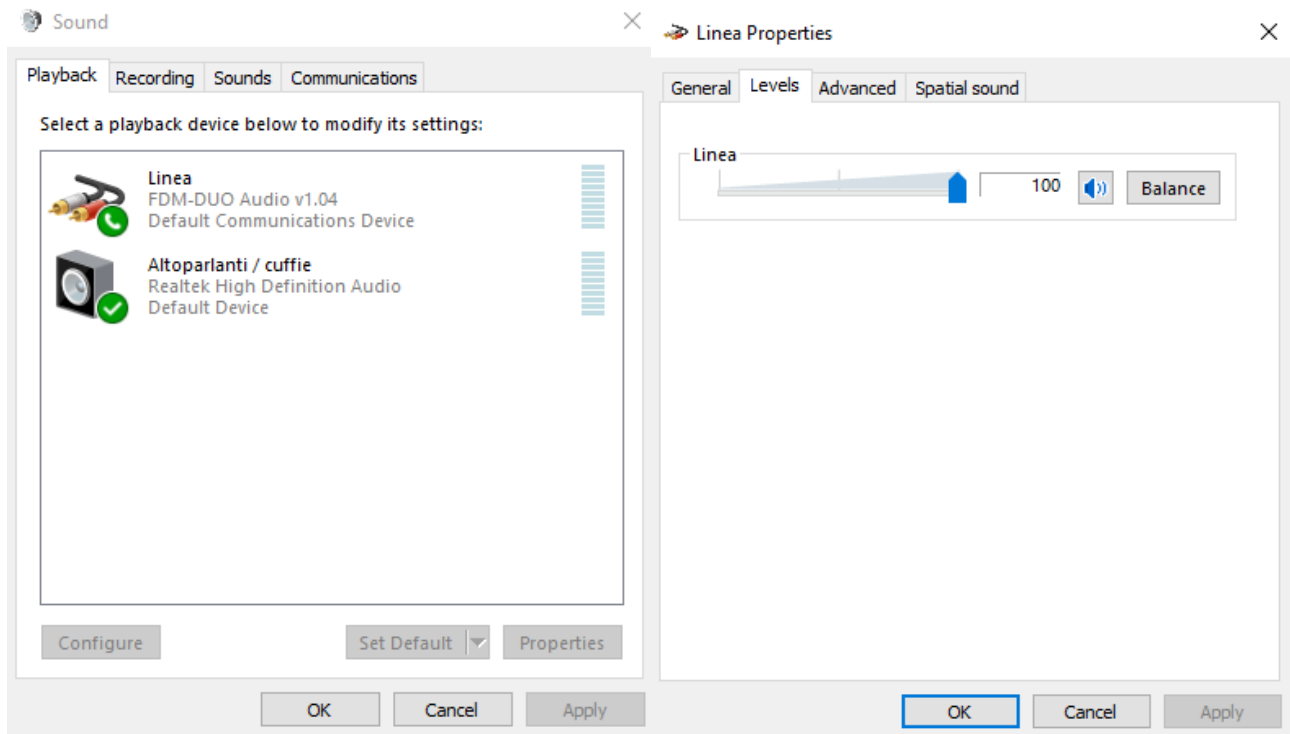 Sound
Playback Recording Sounds Communications
Select a playback device below to modify its settings:
Linea
FDM-DUO Audio v1.04
Default Communications Device
Altoparlanti / cuffie
Realtek High Definition Audio
Default Device
Configure Set Default Properties
OK Cancel Apply
Linea Properties
General Levels Advanced Spatial sound
Linea
100 Balance
OK Cancel Apply